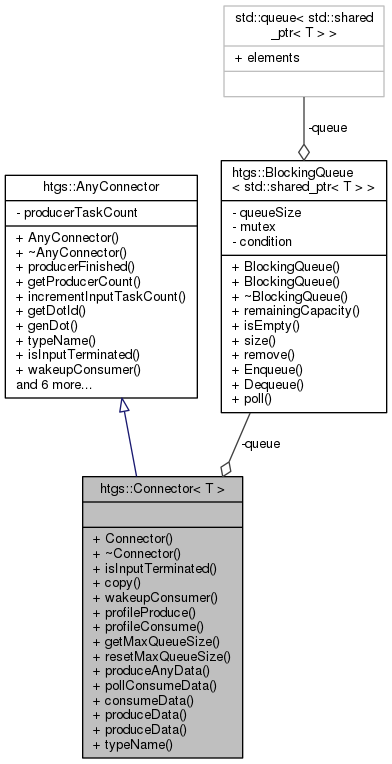 std::queue< std::shared
_ptr< T > >
+ elements
-queue
htgs::AnyConnector
- producerTaskCount
+ AnyConnector()
+ ~AnyConnector()
+ producerFinished()
+ getProducerCount()
+ incrementInputTaskCount()
+ getDotId()
+ genDot()
+ typeName()
+ isInputTerminated()
+ wakeupConsumer()
and 6 more...
htgs::BlockingQueue
< std::shared_ptr< T > >
- queueSize
- mutex
- condition
+ BlockingQueue()
+ BlockingQueue()
+ ~BlockingQueue()
+ remainingCapacity()
+ isEmpty()
+ size()
+ remove()
+ Enqueue()
+ Dequeue()
+ poll()
-queue
htgs::Connector< T >
+ Connector()
+ ~Connector()
+ isInputTerminated()
+ copy()
+ wakeupConsumer()
+ profileProduce()
+ profileConsume()
+ getMaxQueueSize()
+ resetMaxQueueSize()
+ produceAnyData()
+ pollConsumeData()
+ consumeData()
+ produceData()
+ produceData()
+ typeName()